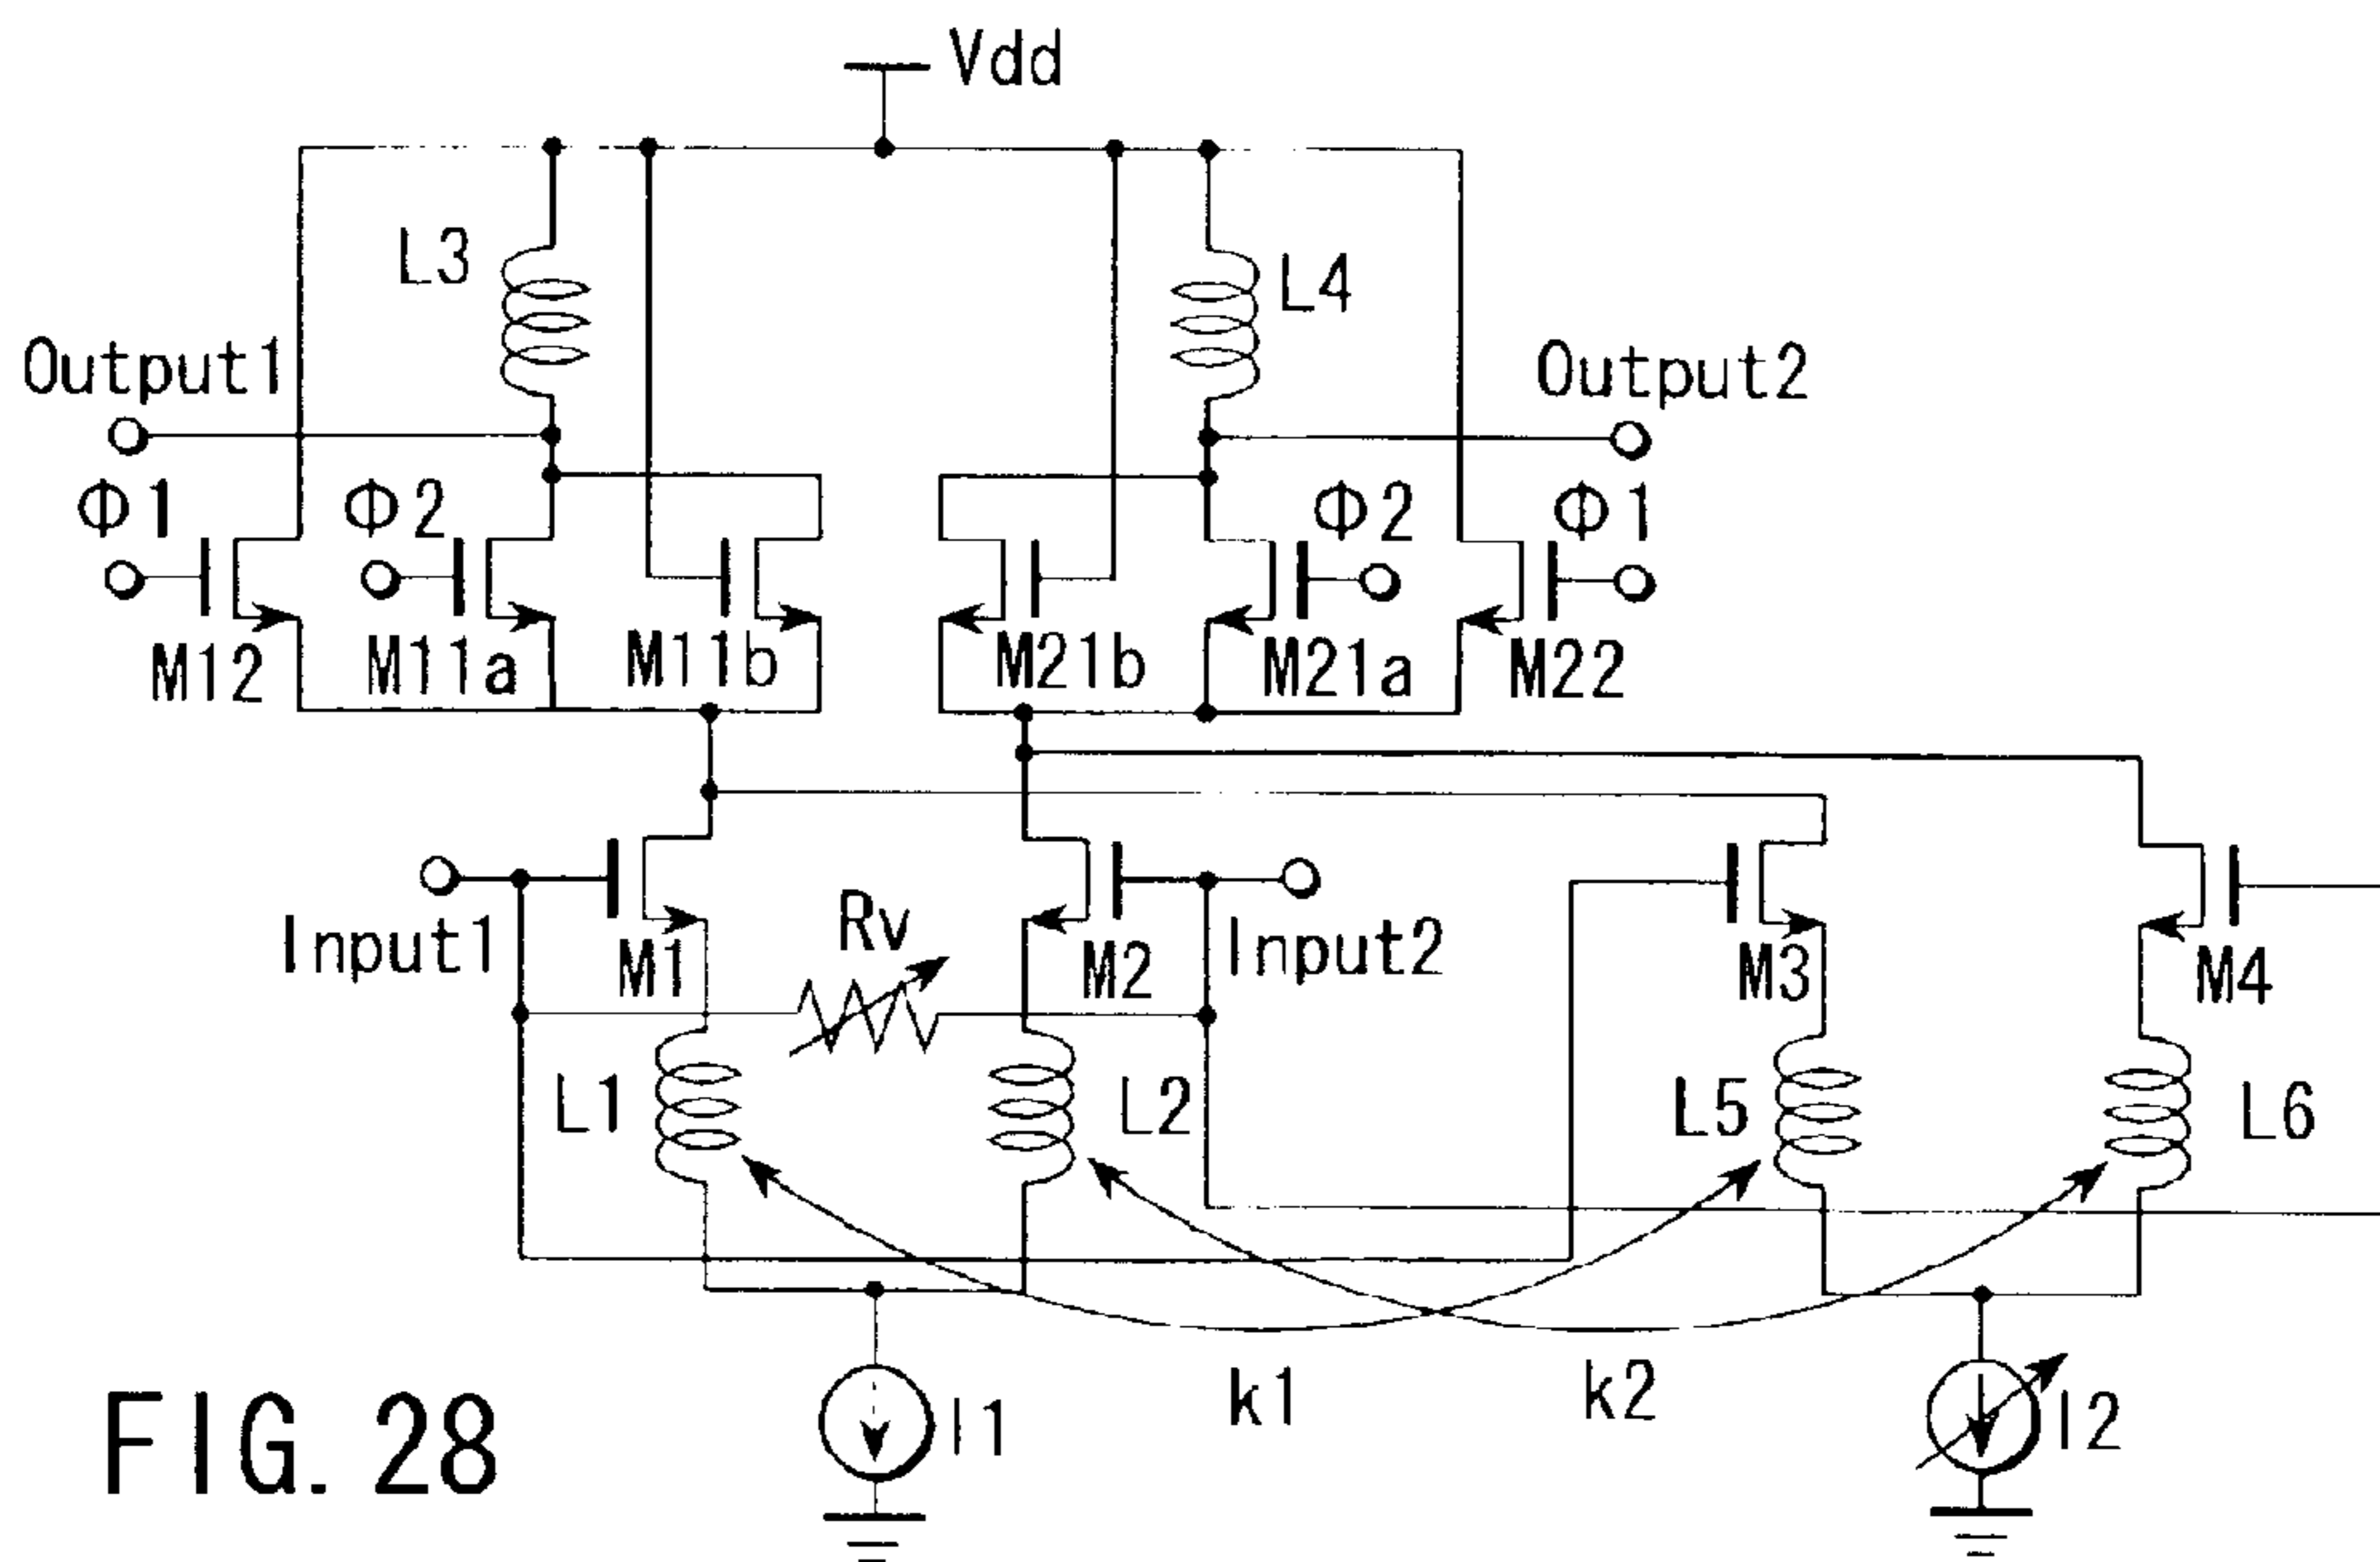 Vdd
L3
L4
Output1
Output2
Φ1
Φ2
Φ2
Φ1
M12
M11a
M11b
M21b
M21a
M22
Input1
M1
Rv
M2
Input2
M3
M4
L1
L2
L5
L6
k1
k2
I1
I2
FIG. 28